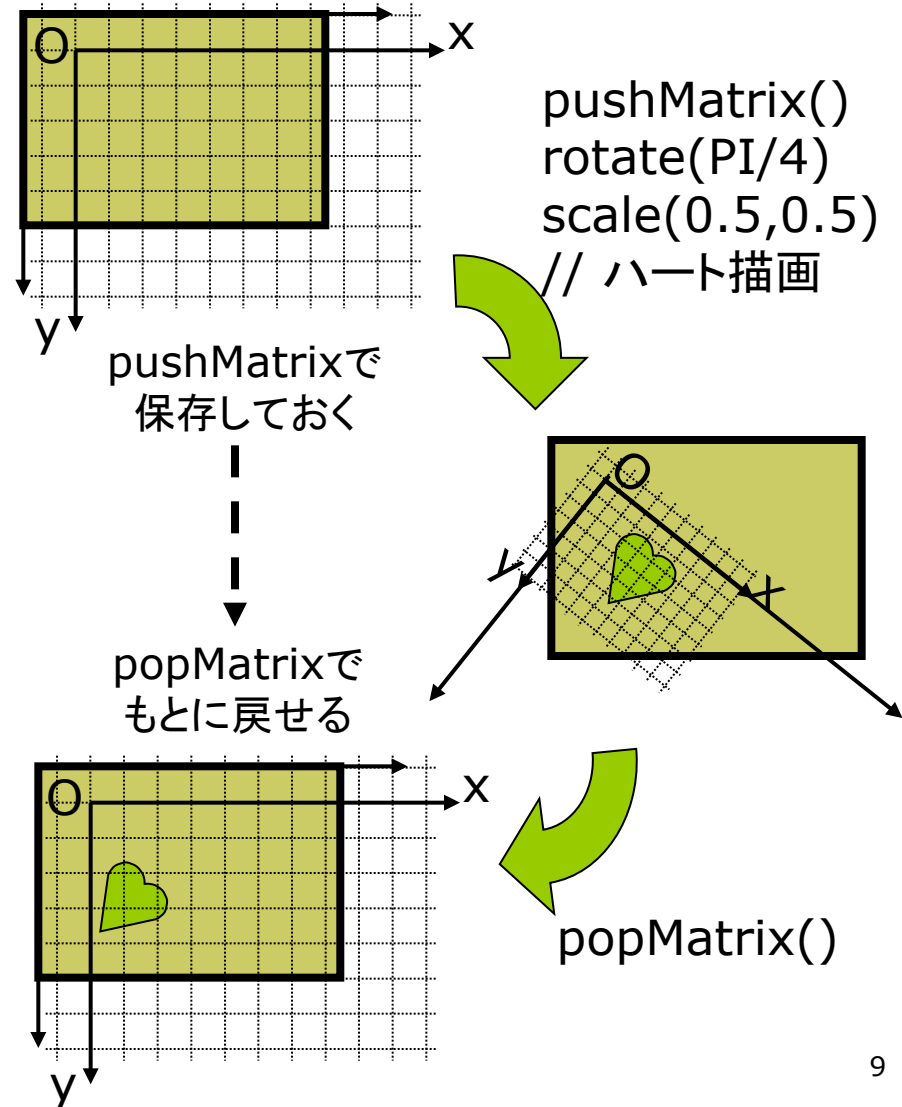 O
x
y
pushMatrix()
rotate(PI/4)
scale(0.5,0.5)
// ハート描画
pushMatrixで
保存しておく
O
y
x
popMatrixで
もとに戻せる
O
x
y
popMatrix()
9